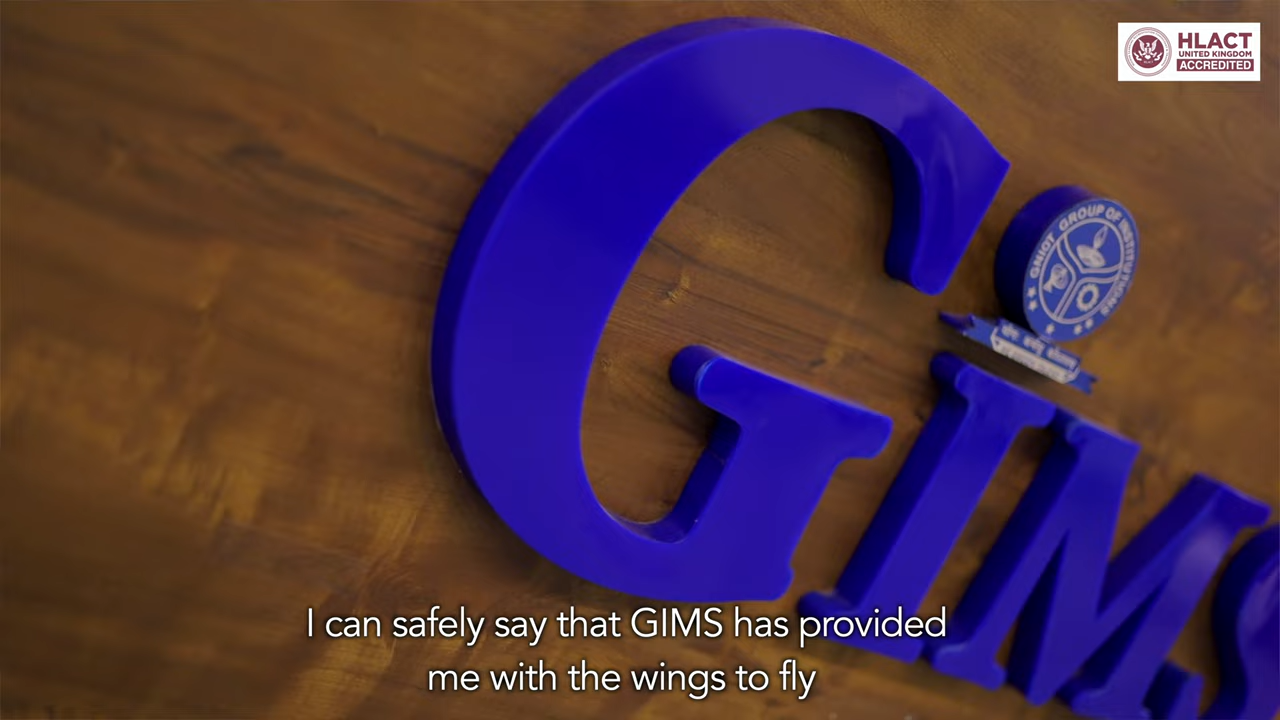 HLACT
UNITED KINGDOM
ACCREDITED
GIMS
GNIOT GROUP OF INSTITUTIONS
I can safely say that GIMS has provided
me with the wings to fly